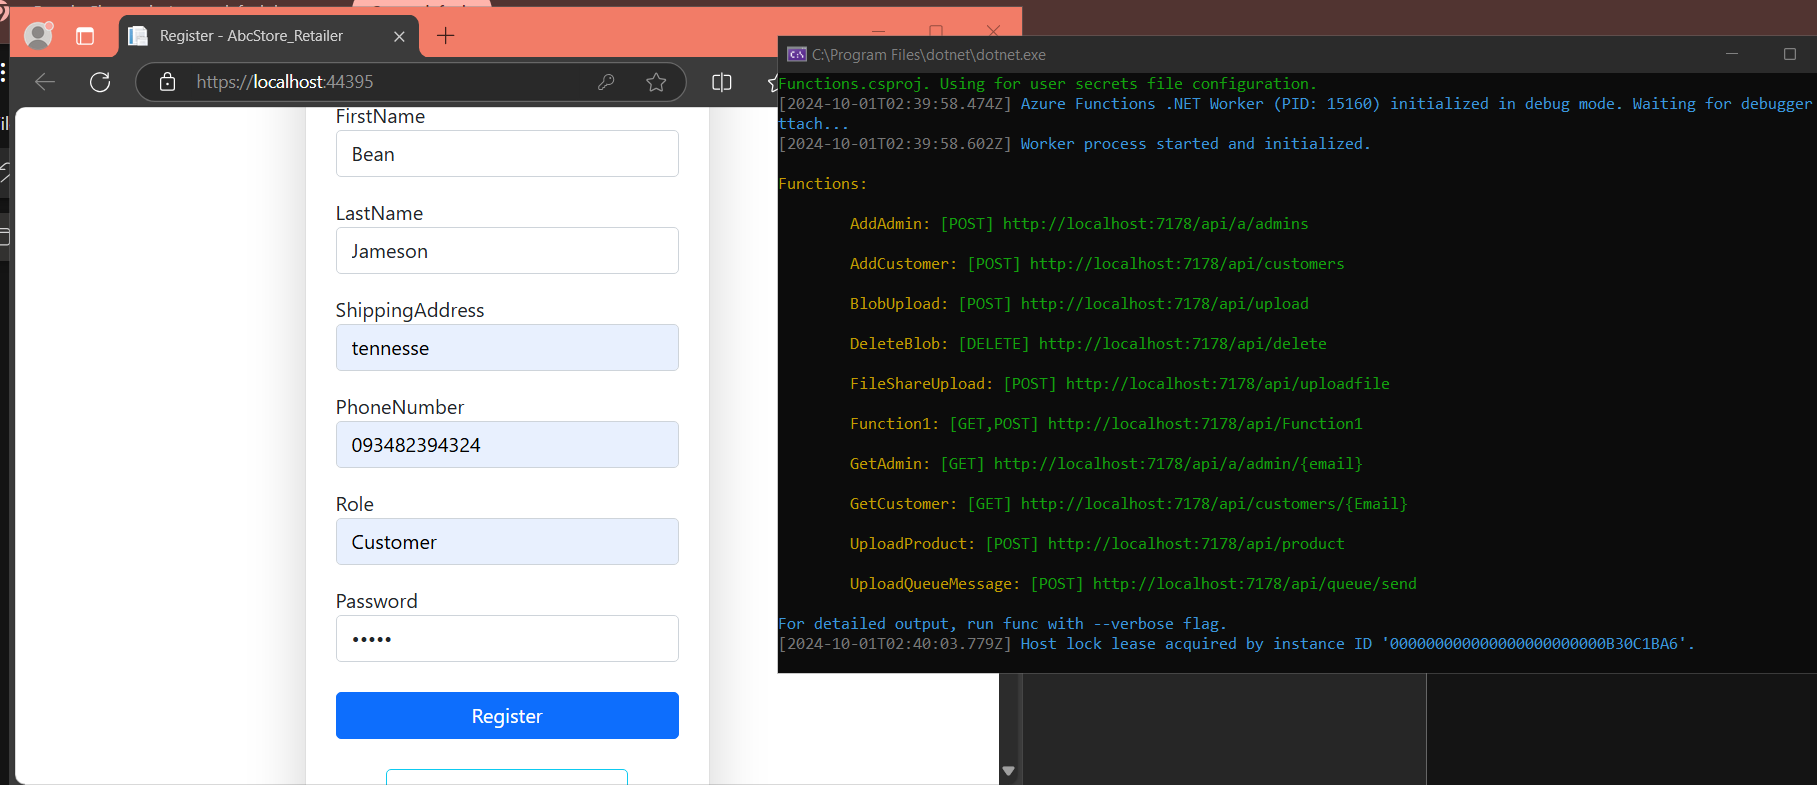 Register - AbcStore_Retailer
https://localhost:44395
FirstName
Bean
LastName
Jameson
ShippingAddress
tennesse
PhoneNumber
093482394324
Role
Customer
Password
•••••
Register
C:\Program Files\dotnet\dotnet.exe
Functions.csproj. Using for user secrets file configuration.
[2024-10-01T02:39:58.474Z] Azure Functions .NET Worker (PID: 15160) initialized in debug mode. Waiting for debugger
ttach...
[2024-10-01T02:39:58.602Z] Worker process started and initialized.
Functions:
AddAdmin: [POST] http://localhost:7178/api/a/admins
AddCustomer: [POST] http://localhost:7178/api/customers
BlobUpload: [POST] http://localhost:7178/api/upload
DeleteBlob: [DELETE] http://localhost:7178/api/delete
FileShareUpload: [POST] http://localhost:7178/api/uploadfile
Function1: [GET,POST] http://localhost:7178/api/Function1
GetAdmin: [GET] http://localhost:7178/api/a/admin/{email}
GetCustomer: [GET] http://localhost:7178/api/customers/{Email}
UploadProduct: [POST] http://localhost:7178/api/product
UploadQueueMessage: [POST] http://localhost:7178/api/queue/send
For detailed output, run func with --verbose flag.
[2024-10-01T02:40:03.779Z] Host lock lease acquired by instance ID '000000000000000000000000B30C1BA6'.